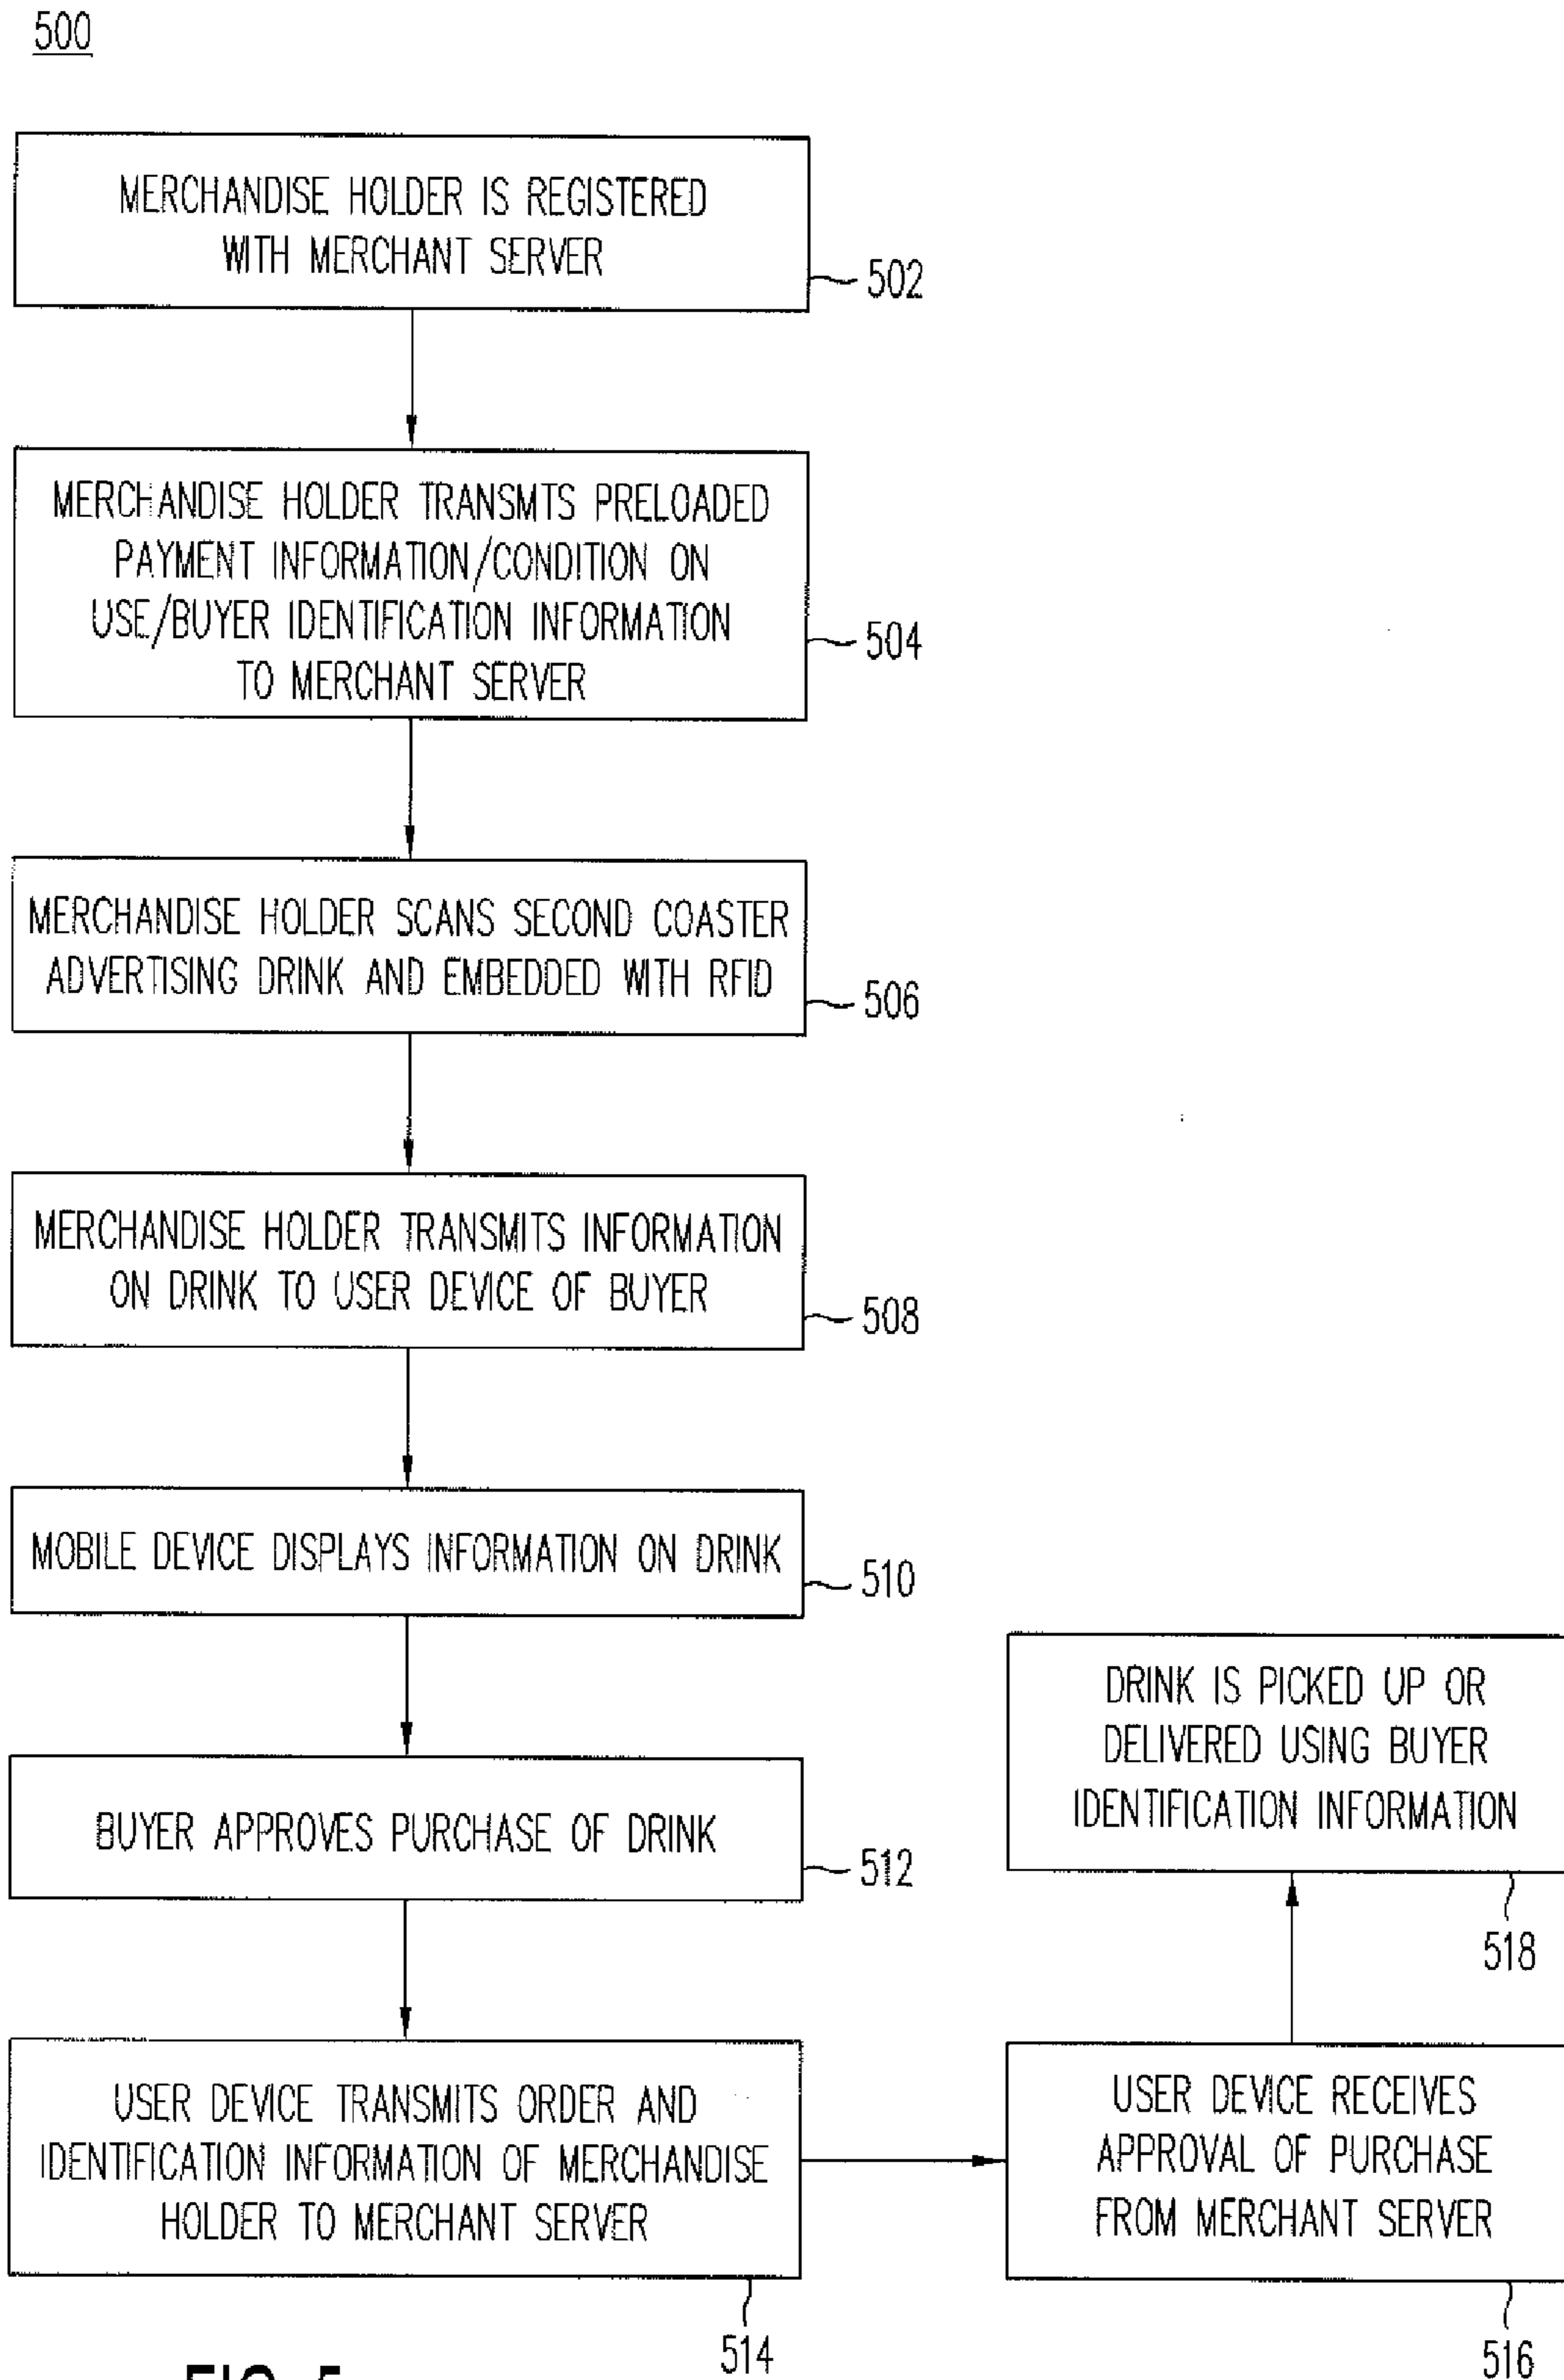 500
MERCHANDISE HOLDER IS REGISTERED
WITH MERCHANT SERVER
502
MERCHANDISE HOLDER TRANSMTS PRELOADED
PAYMENT INFORMATION/CONDITION ON
USE/BUYER IDENTIFICATION INFORMATION
TO MERCHANT SERVER
504
MERCHANDISE HOLDER SCANS SECOND COASTER
ADVERTISING DRINK AND EMBEDDED WITH RFID
506
MERCHANDISE HOLDER TRANSMITS INFORMATION
ON DRINK TO USER DEVICE OF BUYER
508
MOBILE DEVICE DISPLAYS INFORMATION ON DRINK
510
BUYER APPROVES PURCHASE OF DRINK
512
USER DEVICE TRANSMITS ORDER AND
IDENTIFICATION INFORMATION OF MERCHANDISE
HOLDER TO MERCHANT SERVER
514
USER DEVICE RECEIVES
APPROVAL OF PURCHASE
FROM MERCHANT SERVER
516
DRINK IS PICKED UP OR
DELIVERED USING BUYER
IDENTIFICATION INFORMATION
518